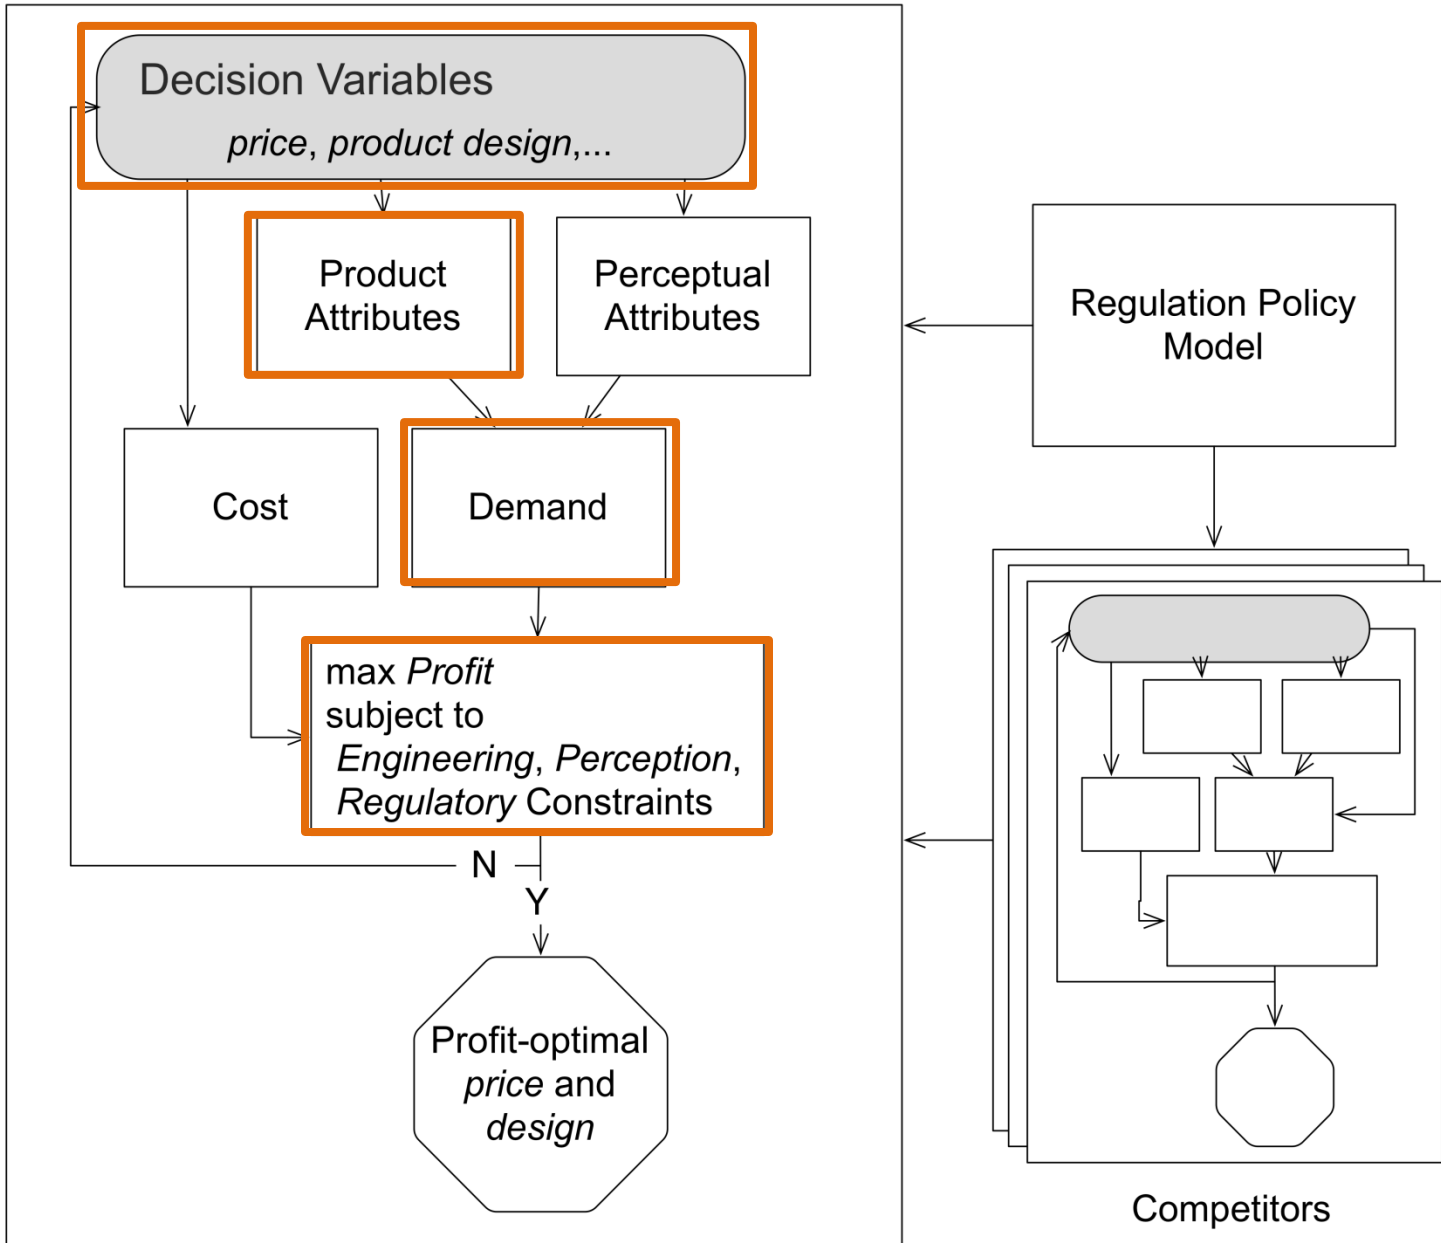 Decision Variables
price, product design,...
Product
Attributes
Perceptual
Attributes
Regulation Policy
Model
Cost
Demand
max Profit
subject to
Engineering, Perception,
Regulatory Constraints
N
Y
Profit-optimal
price and
design
Competitors